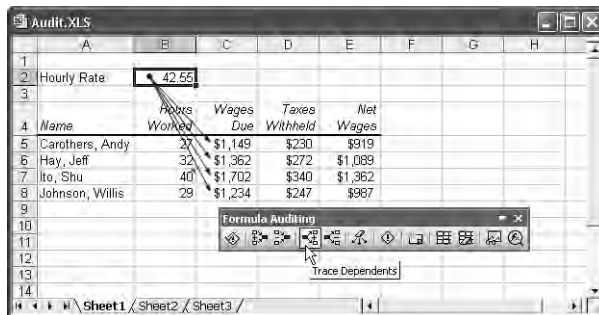 Audit.XLS
A B C D E F G H
1
2 Hourly Rate 42.55
3
Hours Wages Taxes Net
4 Name Worked Due Withheld Wages
5 Carothers, Andy 27 $1,149 $230 $919
6 Hay, Jeff 32 $1,362 $272 $1,089
7 Ito, Shu 40 $1,702 $340 $1,362
8 Johnson, Willis 29 $1,234 $247 $987
9
10
11
12
13
14
Formula Auditing
Trace Dependents
Sheet1 Sheet2 Sheet3